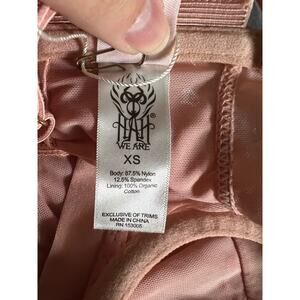 WE ARE
HAH®
XS
Body: 87.5% Nylon
12.5% Spandex
Lining: 100% Organic
Cotton
EXCLUSIVE OF TRIMS
MADE IN CHINA
RN 153005